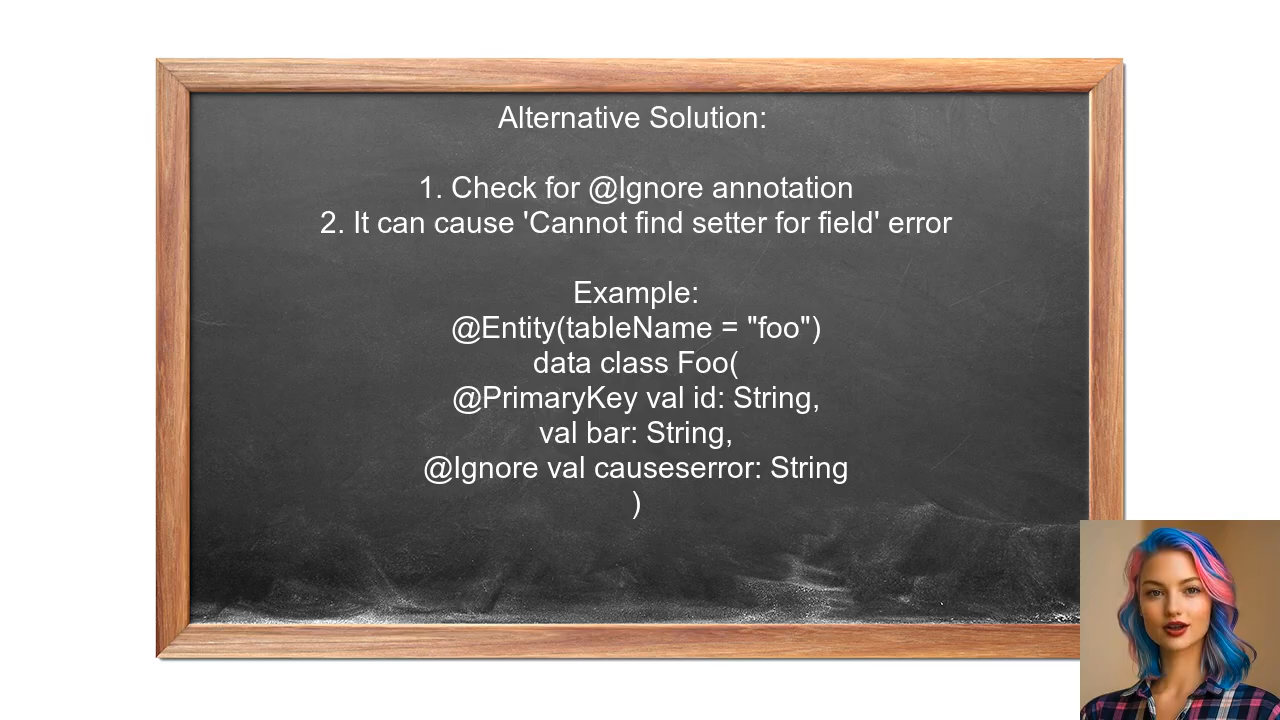 Alternative Solution:
1. Check for @Ignore annotation
2. It can cause 'Cannot find setter for field' error
Example:
@Entity(tableName = "foo")
data class Foo(
@PrimaryKey val id: String,
val bar: String,
@Ignore val causeserror: String
)